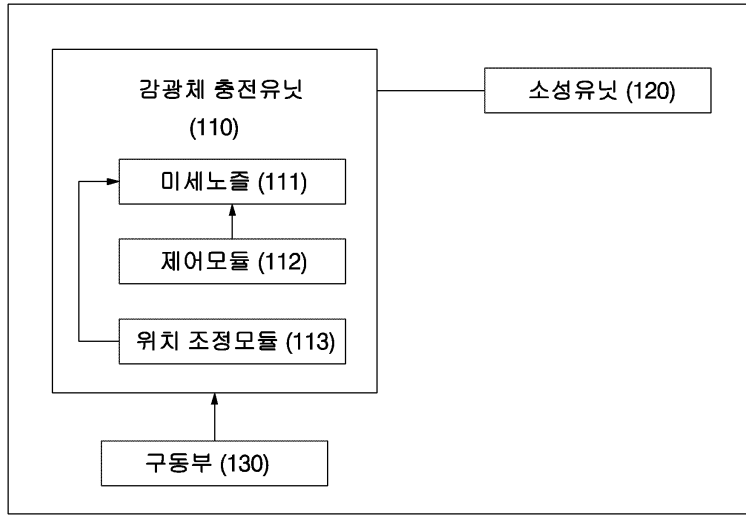 감광체 충전유닛
(110)
소성유닛 (120)
미세노즐 (111)
제어모듈 (112)
위치 조정모듈 (113)
구동부 (130)